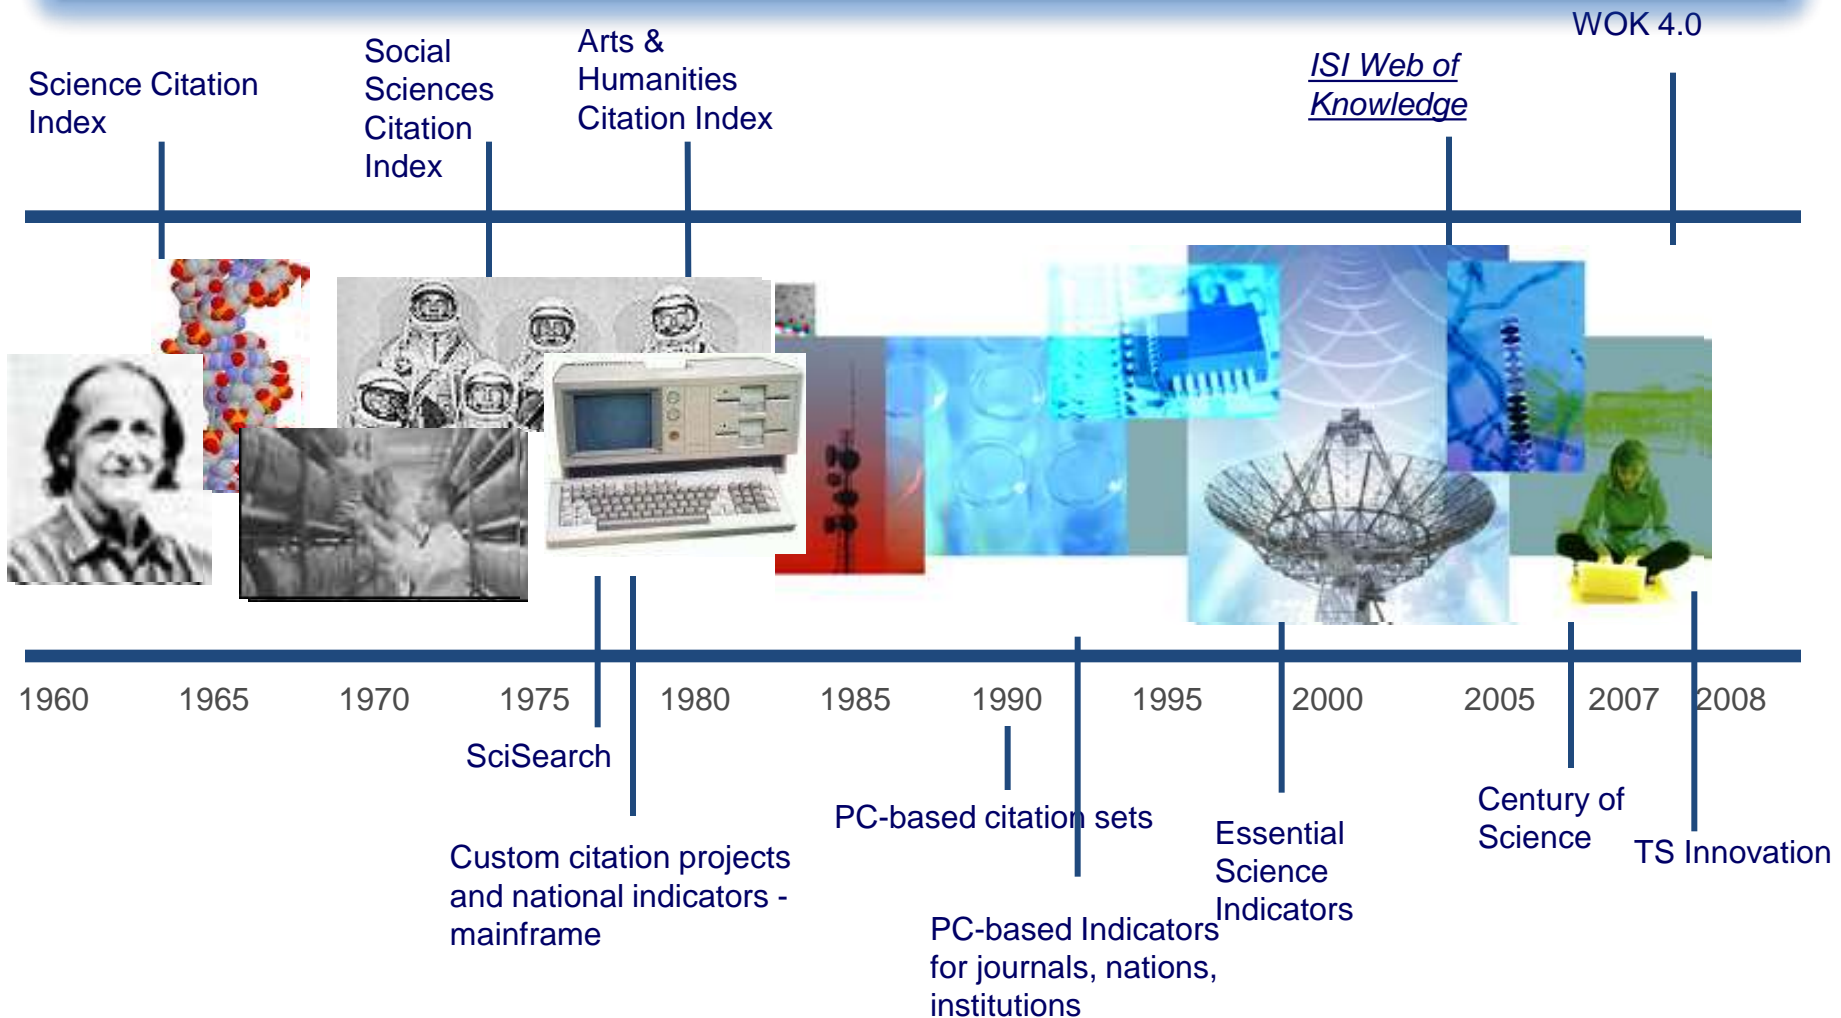 WOK 4.0
Science Citation
Index
Social
Sciences
Citation
Index
Arts &
Humanities
Citation Index
ISI Web of
Knowledge
1960
1965
1970
1975
1980
1985
1990
1995
2000
2005
2007
2008
SciSearch
Custom citation projects
and national indicators -
mainframe
PC-based citation sets
PC-based Indicators
for journals, nations,
institutions
Essential
Science
Indicators
Century of
Science
TS Innovation